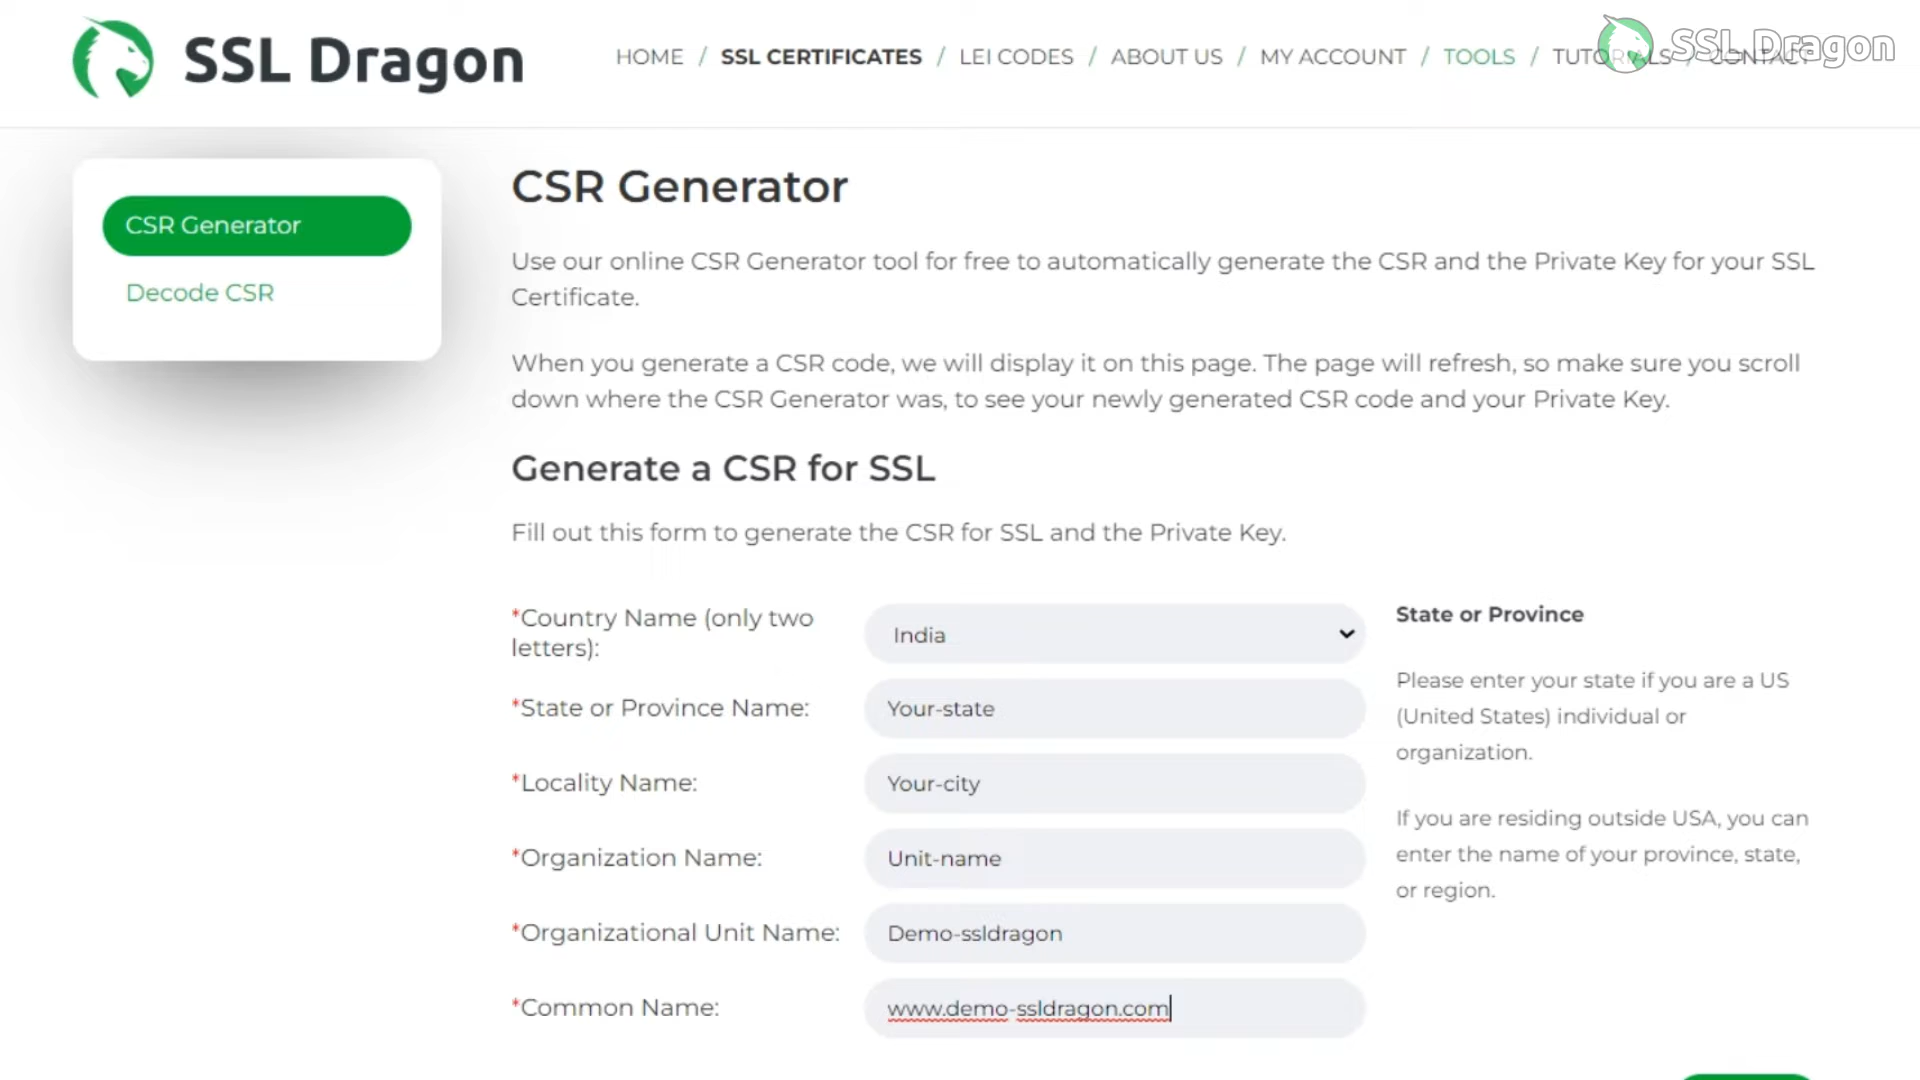 SSL Dragon
HOME / SSL CERTIFICATES / LEI CODES / ABOUT US / MY ACCOUNT / TOOLS / TUTORIALS / CONTACT
SSL Dragon
CSR Generator
Decode CSR
CSR Generator
Use our online CSR Generator tool for free to automatically generate the CSR and the Private Key for your SSL
Certificate.
When you generate a CSR code, we will display it on this page. The page will refresh, so make sure you scroll
down where the CSR Generator was, to see your newly generated CSR code and your Private Key.
Generate a CSR for SSL
Fill out this form to generate the CSR for SSL and the Private Key.
*Country Name (only two
letters):
India
*State or Province Name:
Your-state
*Locality Name:
Your-city
*Organization Name:
Unit-name
*Organizational Unit Name:
Demo-ssldragon
*Common Name:
www.demo-ssldragon.com
State or Province
Please enter your state if you are a US
(United States) individual or
organization.
If you are residing outside USA, you can
enter the name of your province, state,
or region.